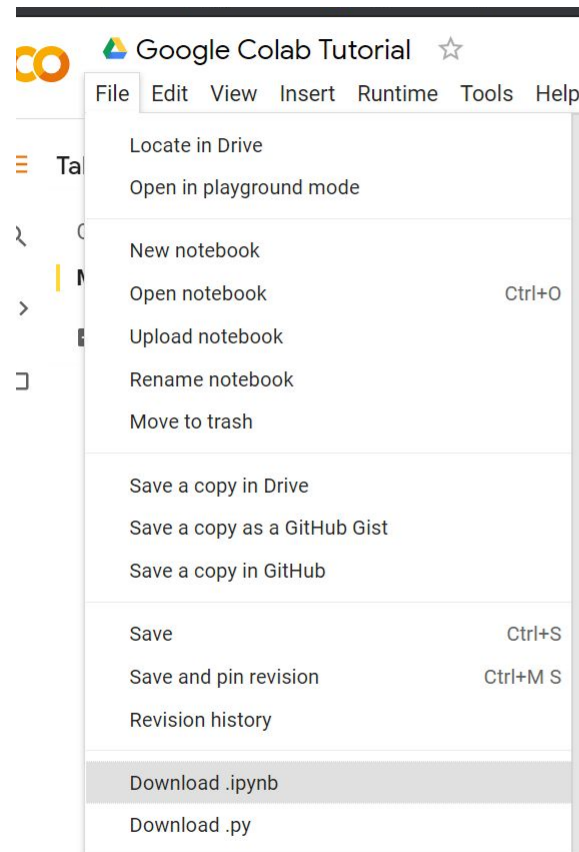 Google Colab Tutorial
File Edit View Insert Runtime Tools Help
Locate in Drive
Open in playground mode
New notebook
Open notebook Ctrl+O
Upload notebook
Rename notebook
Move to trash
Save a copy in Drive
Save a copy as a GitHub Gist
Save a copy in GitHub
Save Ctrl+S
Save and pin revision Ctrl+M S
Revision history
Download .ipynb
Download .py